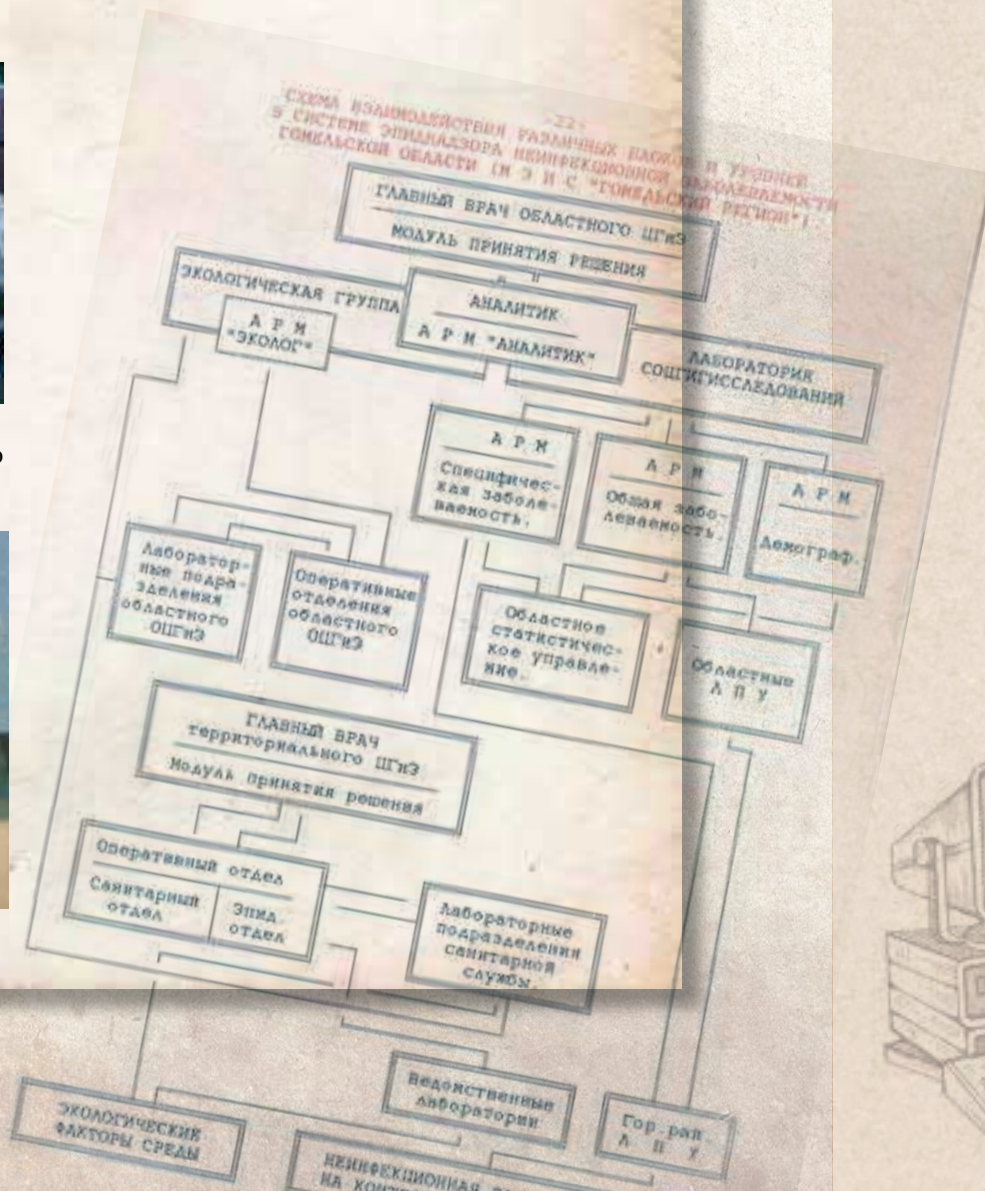 -22-
СХЕМА ВЗАИМОДЕЙСТВИЯ РАЗЛИЧНЫХ БЛОКОВ И УРОВНЕЙ
В СИСТЕМЕ ЭПИДНАДЗОРА НЕИНФЕКЦИОННОЙ ЗАБОЛЕВАЕМОСТИ
ГОМЕЛЬСКОЙ ОБЛАСТИ (М Э И С "ГОМЕЛЬСКИЙ РЕГИОН").
ГЛАВНЫЙ ВРАЧ ОБЛАСТНОГО ЦГиЭ
МОДУЛЬ ПРИНЯТИЯ РЕШЕНИЯ
ЭКОЛОГИЧЕСКАЯ ГРУППА
А Р М
"ЭКОЛОГ"
АНАЛИТИК
А Р М "АНАЛИТИК"
ЛАБОРАТОРИЯ
СОЦГИГИССЛЕДОВАНИЙ
А Р М
Специфичес-
кая заболе-
ваемость.
А Р М
Общая забо-
леваемость.
А Р М
Демограф.
Лаборатор-
ные подра-
зделения
областного
ОЦГиЭ
Оперативные
отделения
областного
ОЦГиЭ
Областное
статистичес-
кое управле-
ние.
Областные
Л П У
ГЛАВНЫЙ ВРАЧ
территориального ЦГиЭ
Модуль принятия решения
Оперативный отдел
Санитарный
отдел
Эпид.
отдел
Лабораторные
подразделения
санитарной
службы.
Ведомственные
лаборатории
Гор.рай
Л П У
ЭКОЛОГИЧЕСКИЕ
ФАКТОРЫ СРЕДЫ
НЕИНФЕКЦИОННАЯ
НА